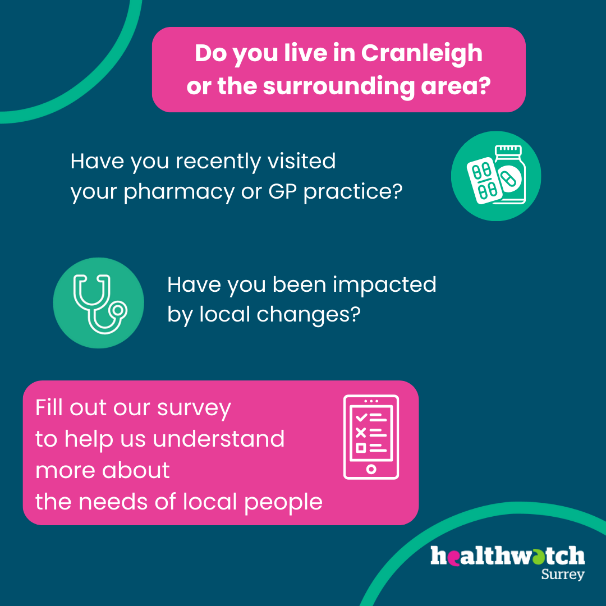 Do you live in Cranleigh
or the surrounding area?
Have you recently visited
your pharmacy or GP practice?
Have you been impacted
by local changes?
Fill out our survey
to help us understand
more about
the needs of local people
healthwatch
Surrey